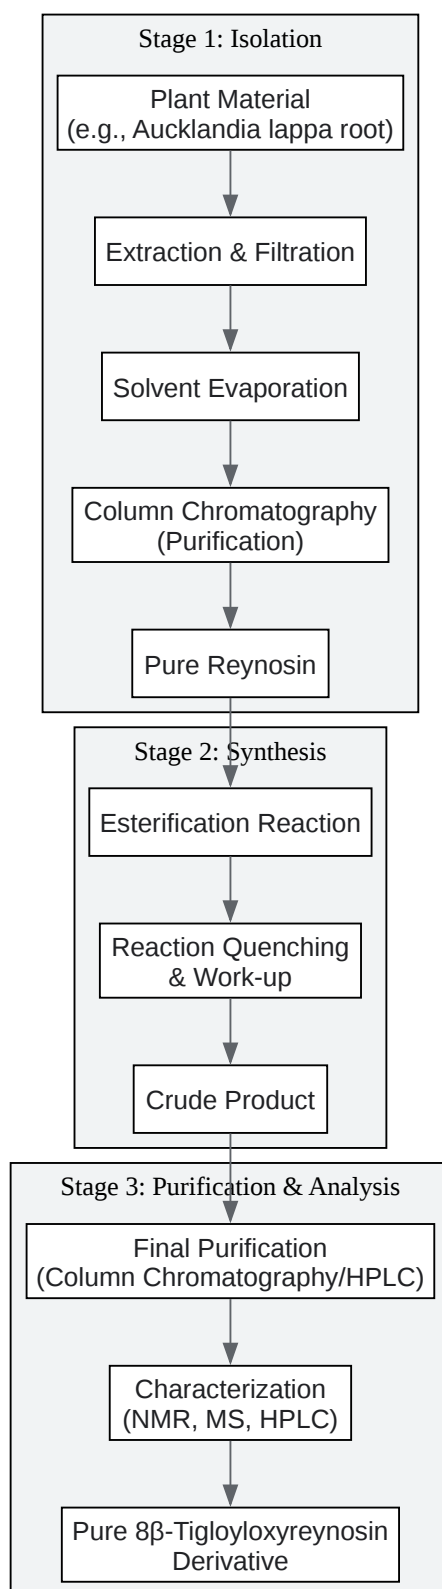 Stage 1: Isolation
Plant Material
(e.g., Aucklandia lappa root)
Extraction & Filtration
Solvent Evaporation
Column Chromatography
(Purification)
Pure Reynosin
Stage 2: Synthesis
Esterification Reaction
Reaction Quenching
& Work-up
Crude Product
Stage 3: Purification & Analysis
Final Purification
(Column Chromatography/HPLC)
Characterization
(NMR, MS, HPLC)
Pure 8β-Tigloyloxyreynosin
Derivative